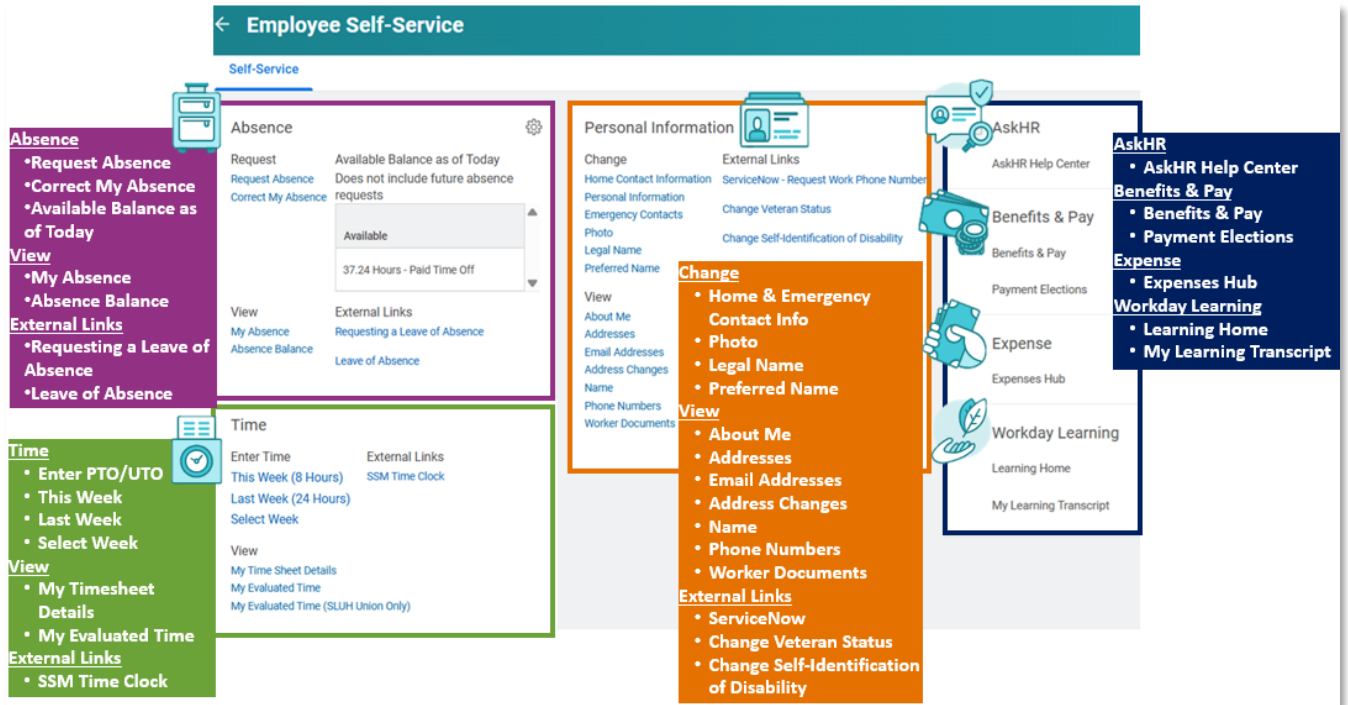 Employee Self-Service
Self-Service
Absence
•Request Absence
•Correct My Absence
•Available Balance as
of Today
View
•My Absence
•Absence Balance
External Links
•Requesting a Leave of
Absence
•Leave of Absence
Absence
Request
Request Absence
Correct My Absence
Available Balance as of Today
Does not include future absence
requests
Available
37.24 Hours - Paid Time Off
View
My Absence
Absence Balance
External Links
Requesting a Leave of Absence
Leave of Absence
Time
• Enter PTO/UTO
• This Week
• Last Week
• Select Week
View
• My Timesheet
Details
• My Evaluated Time
External Links
• SSM Time Clock
Time
Enter Time
This Week (8 Hours)
Last Week (24 Hours)
Select Week
External Links
SSM Time Clock
View
My Time Sheet Details
My Evaluated Time
My Evaluated Time (SLUH Union Only)
Personal Information
Change
Home Contact Information
Personal Information
Emergency Contacts
Photo
Legal Name
Preferred Name
External Links
ServiceNow - Request Work Phone Number
Change Veteran Status
Change Self-Identification of Disability
View
About Me
Addresses
Email Addresses
Address Changes
Name
Phone Numbers
Worker Documents
Change
• Home & Emergency
Contact Info
• Photo
• Legal Name
• Preferred Name
View
• About Me
• Addresses
• Email Addresses
• Address Changes
• Name
• Phone Numbers
• Worker Documents
External Links
• ServiceNow
• Change Veteran Status
• Change Self-Identification
of Disability
AskHR
AskHR Help Center
Benefits & Pay
Benefits & Pay
Payment Elections
Expense
Expenses Hub
Workday Learning
Learning Home
My Learning Transcript
AskHR
• AskHR Help Center
Benefits & Pay
• Benefits & Pay
• Payment Elections
Expense
• Expenses Hub
Workday Learning
• Learning Home
• My Learning Transcript